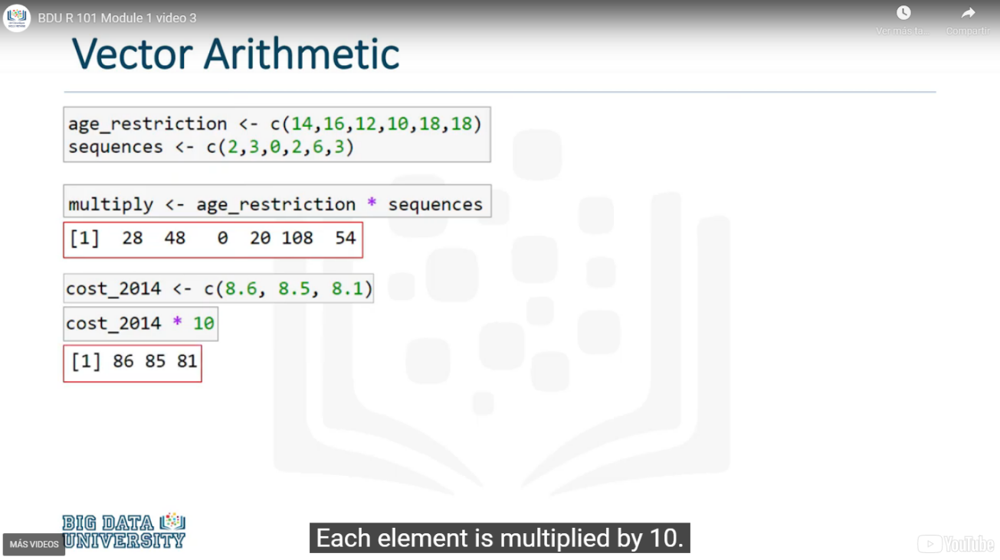 BDU R 101 Module 1 video 3
Ver más ta...
Compartir
Vector Arithmetic
age_restriction <- c(14,16,12,10,18,18)
sequences <- c(2,3,0,2,6,3)
multiply <- age_restriction * sequences
[1] 28 48 0 20 108 54
cost_2014 <- c(8.6, 8.5, 8.1)
cost_2014 * 10
[1] 86 85 81
BIG DATA
UNIVERSITY
MÁS VIDEOS
Each element is multiplied by 10.
YouTube